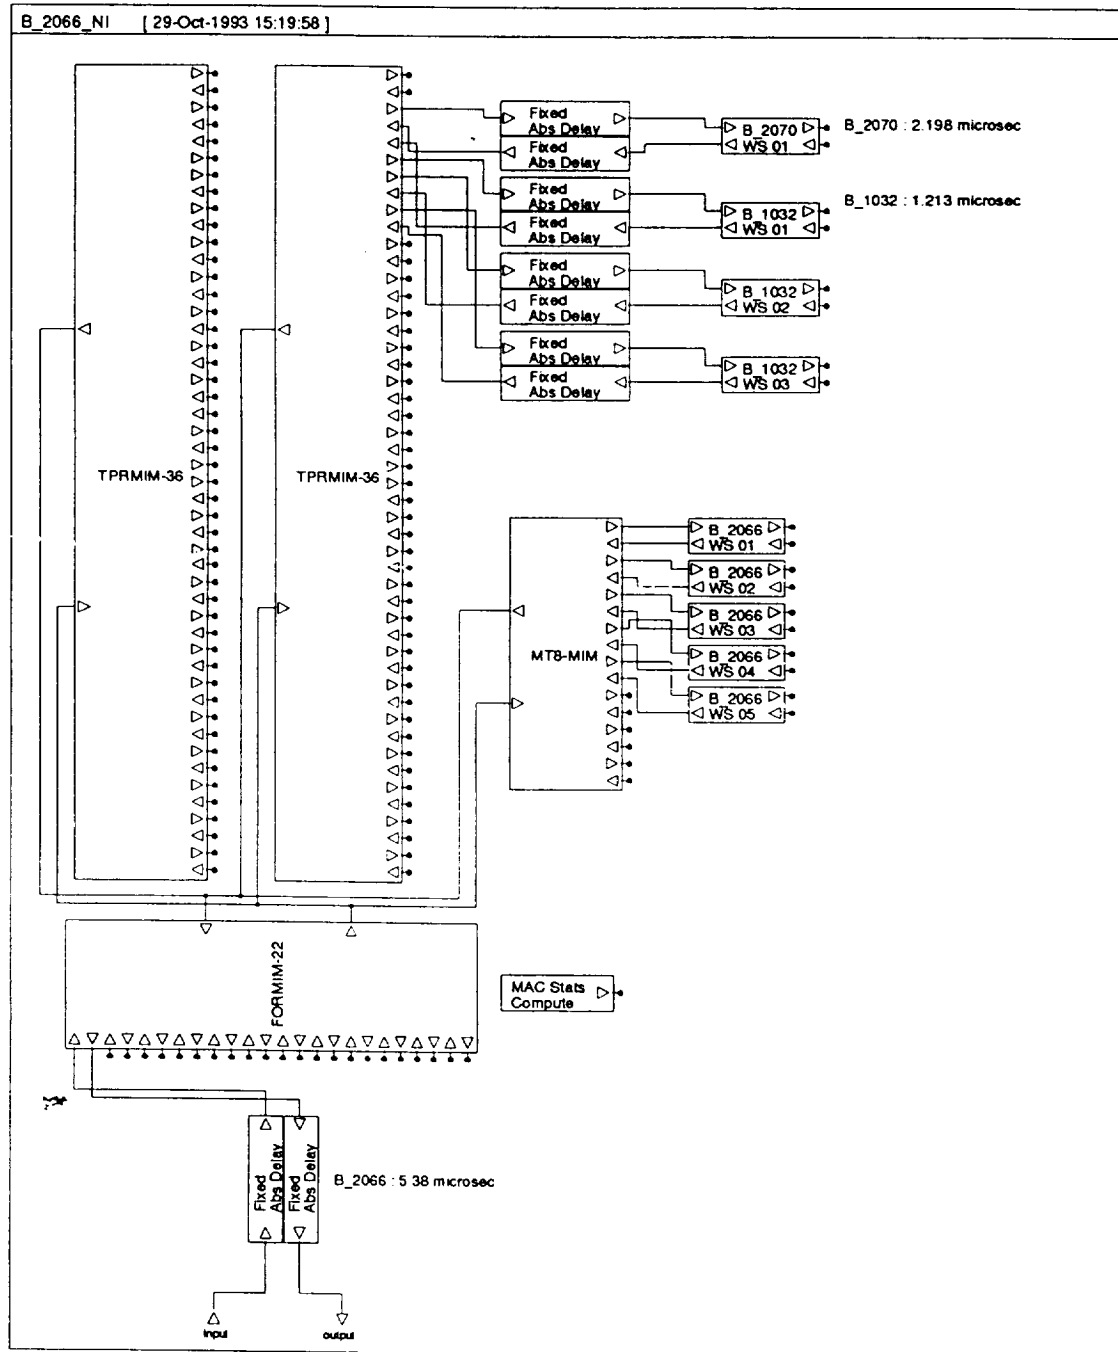 B_2066_NI [ 29-Oct-1993 15:19:58 ]
Fixed
Abs Delay
Fixed
Abs Delay
B_2070
WS 01
B_2070 : 2.198 microsec
Fixed
Abs Delay
Fixed
Abs Delay
B_1032
WS 01
B_1032 : 1.213 microsec
Fixed
Abs Delay
Fixed
Abs Delay
B_1032
WS 02
Fixed
Abs Delay
Fixed
Abs Delay
B_1032
WS 03
TPRMIM-36
TPRMIM-36
MT8-MIM
B_2066
WS 01
B_2066
WS 02
B_2066
WS 03
B_2066
WS 04
B_2066
WS 05
FORMIM-22
MAC Stats
Compute
Fixed
Abs Delay
Fixed
Abs Delay
B_2066 : 5 38 microsec
input
output